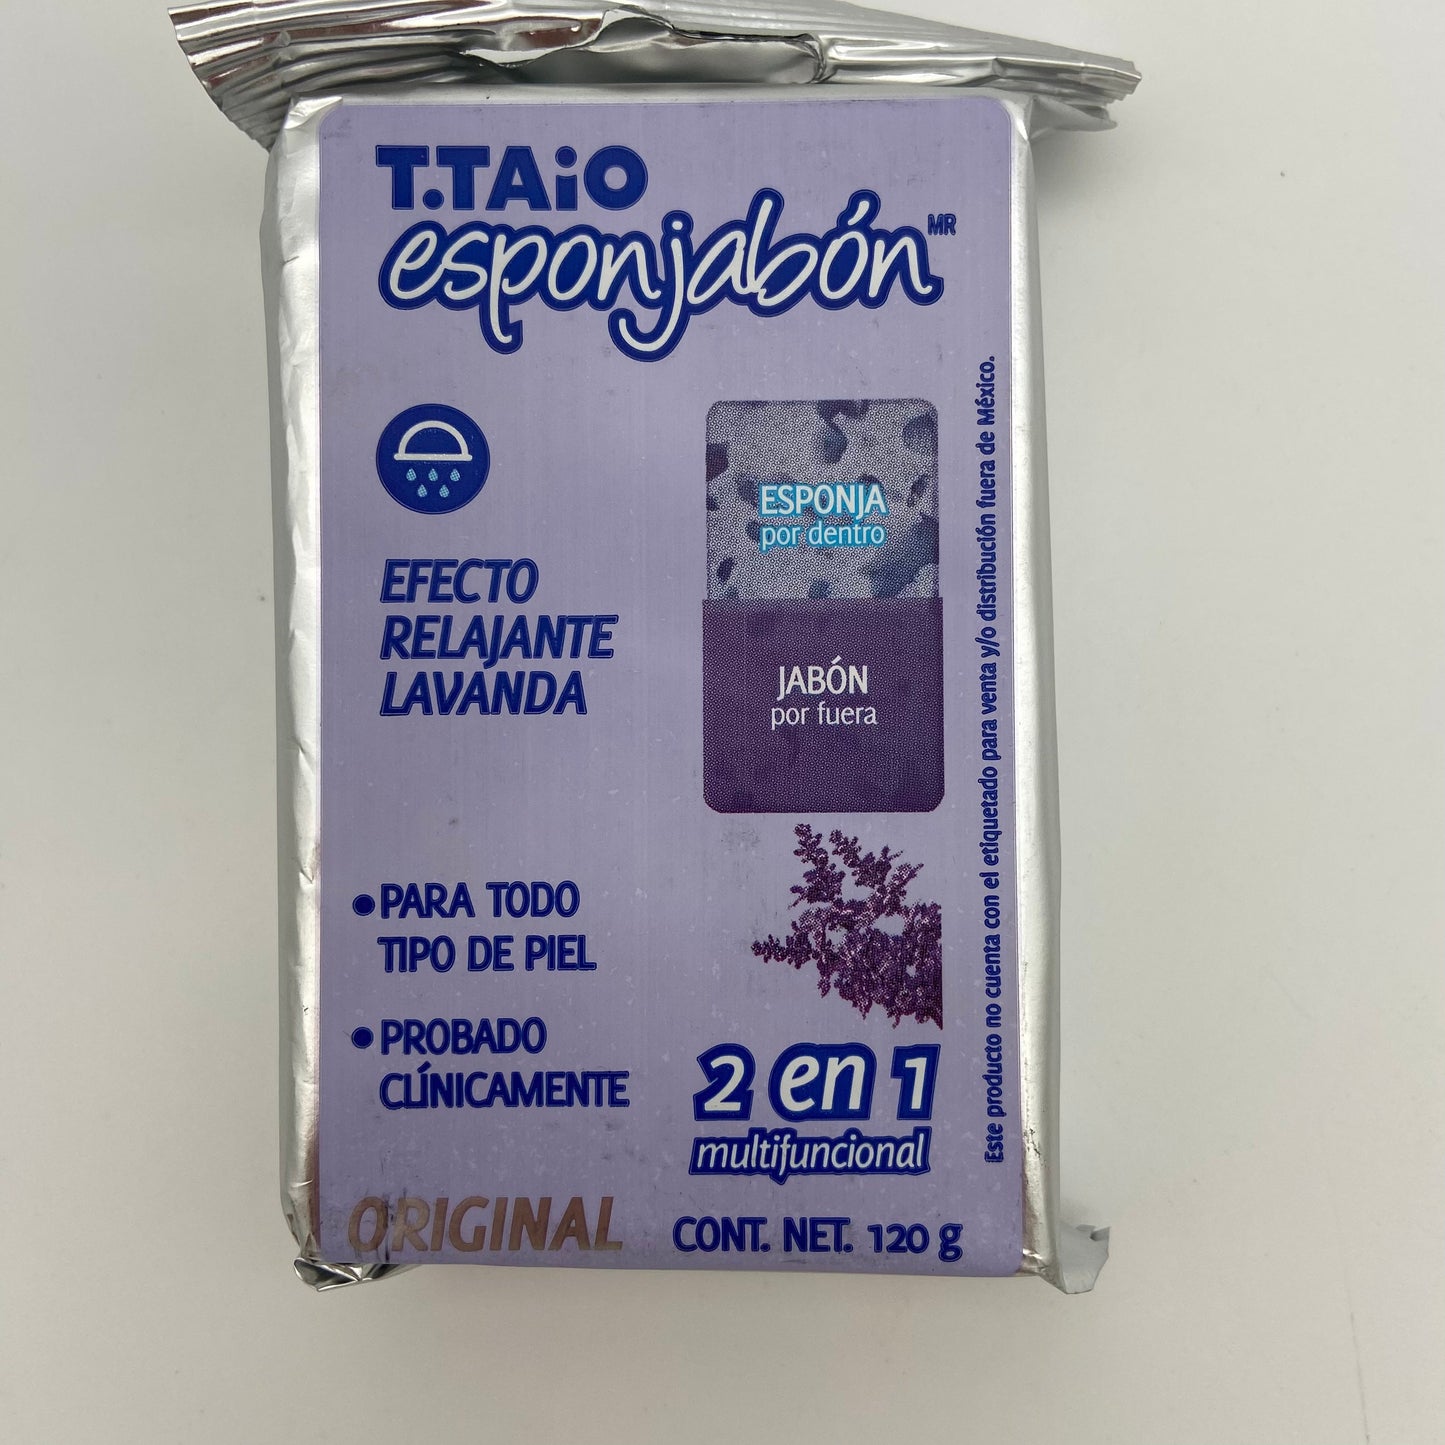 T.TAiO
esponjabón MR
ESPONJA
por dentro
JABÓN
por fuera
EFECTO
RELAJANTE
LAVANDA
•PARA TODO
TIPO DE PIEL
•PROBADO
CLÍNICAMENTE
2 en 1
multifuncional
ORIGINAL
CONT. NET. 120 g
Este producto no cuenta con el etiquetado para venta y/o distribución fuera de México.